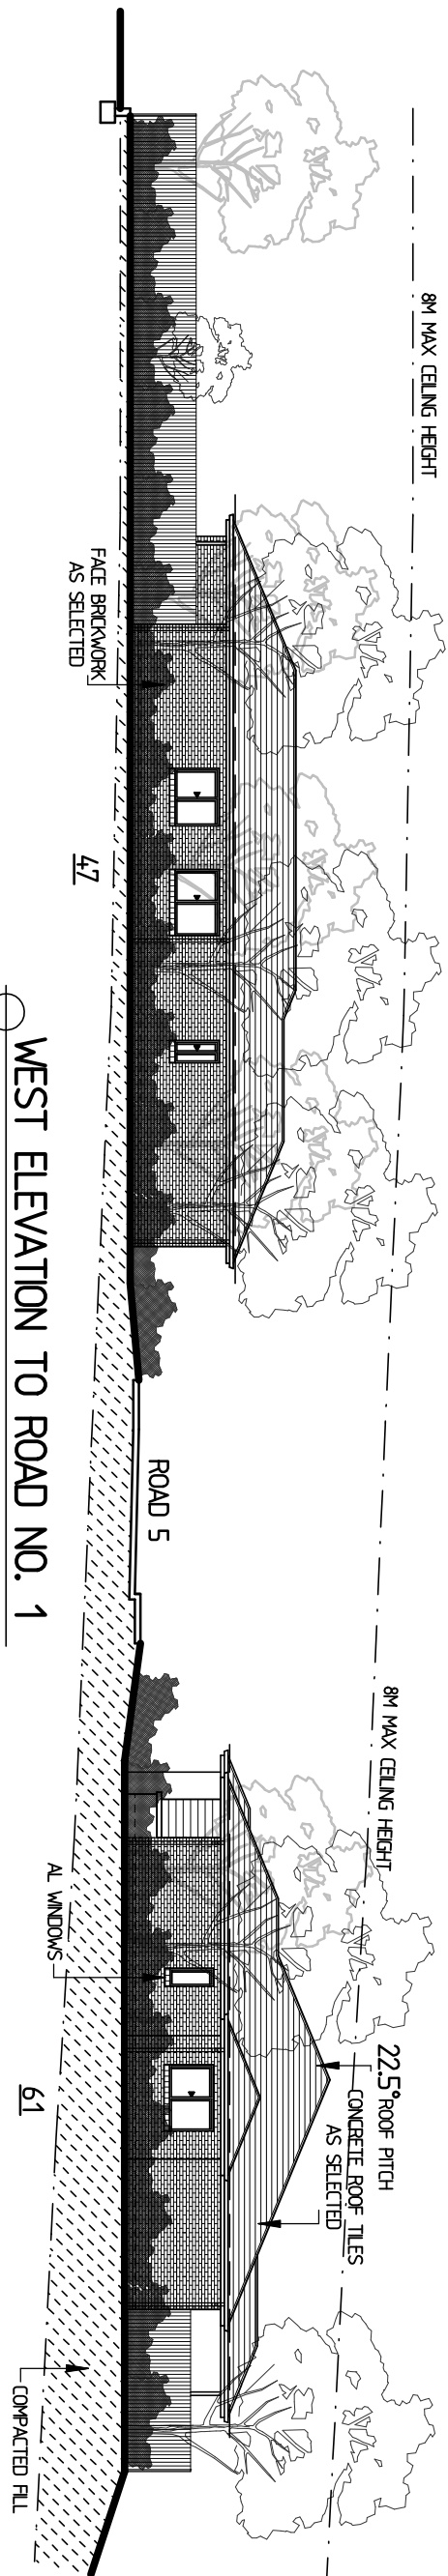 8M MAX CEILING HEIGHT
8M MAX CEILING HEIGHT
22.5° ROOF PITCH
CONCRETE ROOF TILES
AS SELECTED
ROAD 5
FACE BRICKWORK
AS SELECTED
AL WINDOWS
47
61
COMPACTED FILL
WEST ELEVATION TO ROAD NO. 1